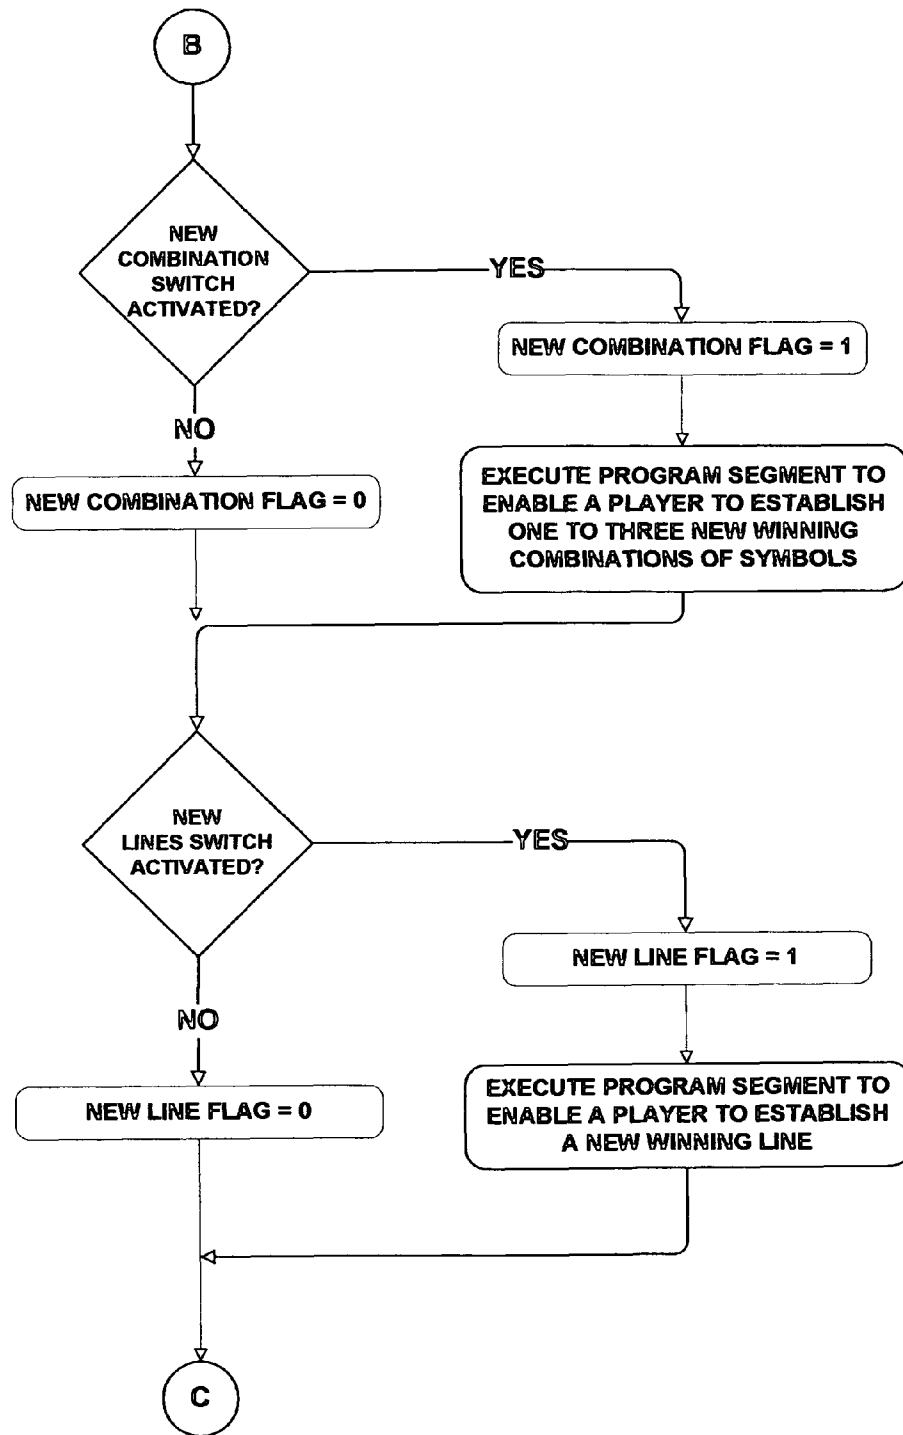 B
NEW
COMBINATION
SWITCH
ACTIVATED?
YES
NEW COMBINATION FLAG = 1
NO
NEW COMBINATION FLAG = 0
EXECUTE PROGRAM SEGMENT TO
ENABLE A PLAYER TO ESTABLISH
ONE TO THREE NEW WINNING
COMBINATIONS OF SYMBOLS
NEW
LINES SWITCH
ACTIVATED?
YES
NEW LINE FLAG = 1
NO
NEW LINE FLAG = 0
EXECUTE PROGRAM SEGMENT TO
ENABLE A PLAYER TO ESTABLISH
A NEW WINNING LINE
C